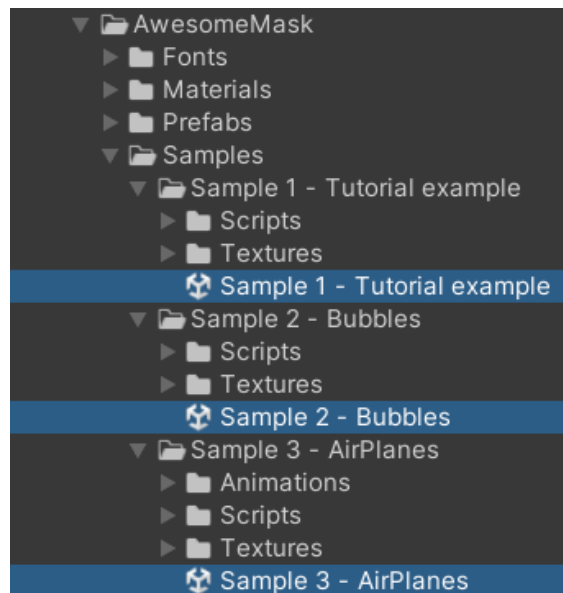 AwesomeMask
Fonts
Materials
Prefabs
Samples
Sample 1 - Tutorial example
Scripts
Textures
Sample 1 - Tutorial example
Sample 2 - Bubbles
Scripts
Textures
Sample 2 - Bubbles
Sample 3 - AirPlanes
Animations
Scripts
Textures
Sample 3 - AirPlanes